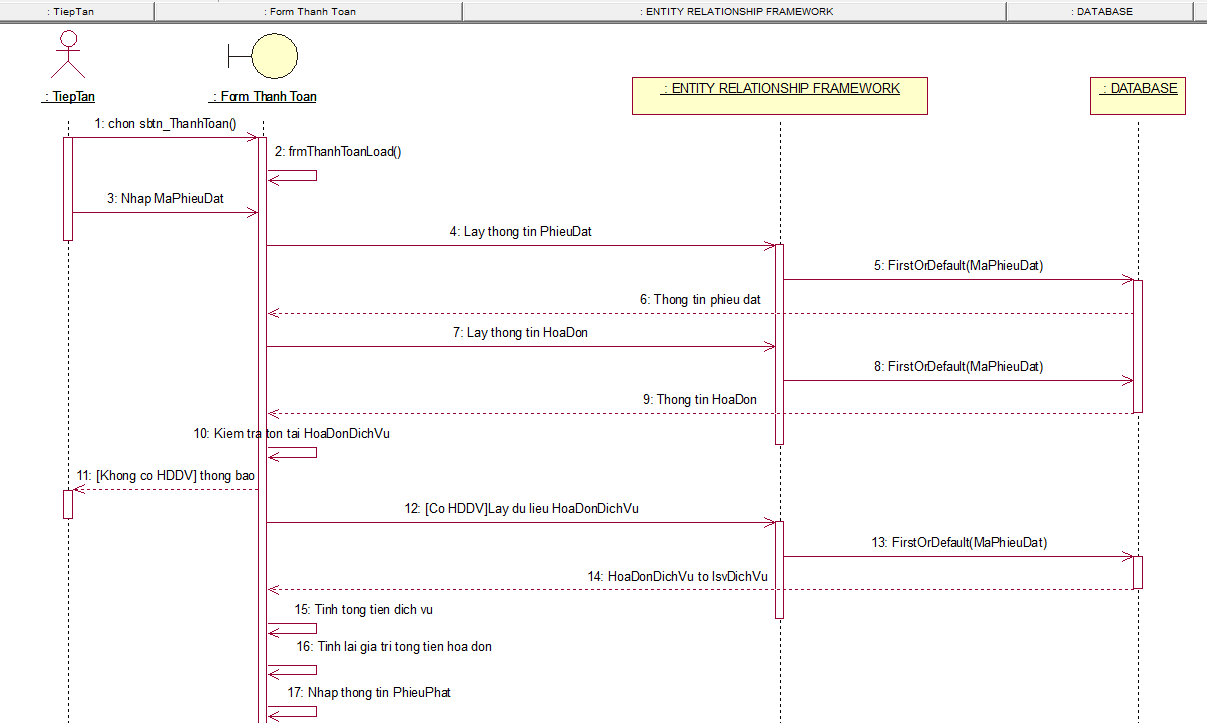 : TiepTan
: Form Thanh Toan
: ENTITY RELATIONSHIP FRAMEWORK
: DATABASE
: TiepTan
: Form Thanh Toan
: ENTITY RELATIONSHIP FRAMEWORK
: DATABASE
1: chon sbtn_ThanhToan()
2: frmThanhToanLoad()
3: Nhap MaPhieuDat
4: Lay thong tin PhieuDat
5: FirstOrDefault(MaPhieuDat)
6: Thong tin phieu dat
7: Lay thong tin HoaDon
8: FirstOrDefault(MaPhieuDat)
9: Thong tin HoaDon
10: Kiem tra ton tai HoaDonDichVu
11: [Khong co HDDV] thong bao
12: [Co HDDV]Lay du lieu HoaDonDichVu
13: FirstOrDefault(MaPhieuDat)
14: HoaDonDichVu to lsvDichVu
15: Tinh tong tien dich vu
16: Tinh lai gia tri tong tien hoa don
17: Nhap thong tin PhieuPhat